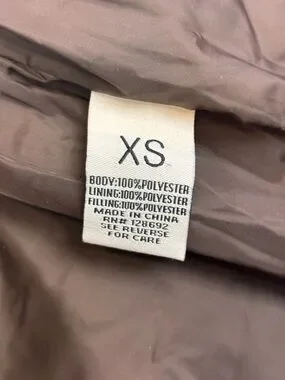 XS
BODY:100%POLYESTER
LINING:100%POLYESTER
FILLING:100%POLYESTER
MADE IN CHINA
RN# 128692
SEE REVERSE
FOR CARE